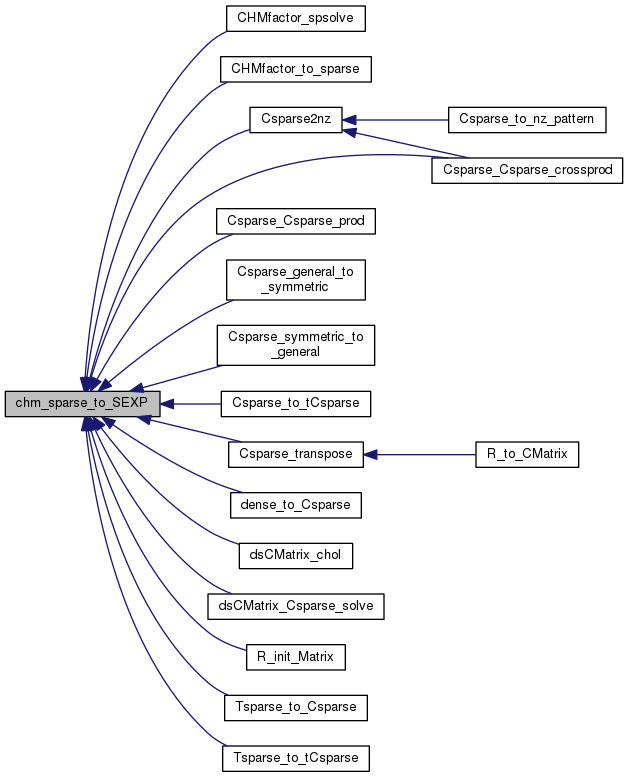 CHMfactor_spsolve
CHMfactor_to_sparse
Csparse2nz
Csparse_to_nz_pattern
Csparse_Csparse_crossprod
Csparse_Csparse_prod
Csparse_general_to
_symmetric
Csparse_symmetric_to
_general
chm_sparse_to_SEXP
Csparse_to_tCsparse
Csparse_transpose
R_to_CMatrix
dense_to_Csparse
dsCMatrix_chol
dsCMatrix_Csparse_solve
R_init_Matrix
Tsparse_to_Csparse
Tsparse_to_tCsparse